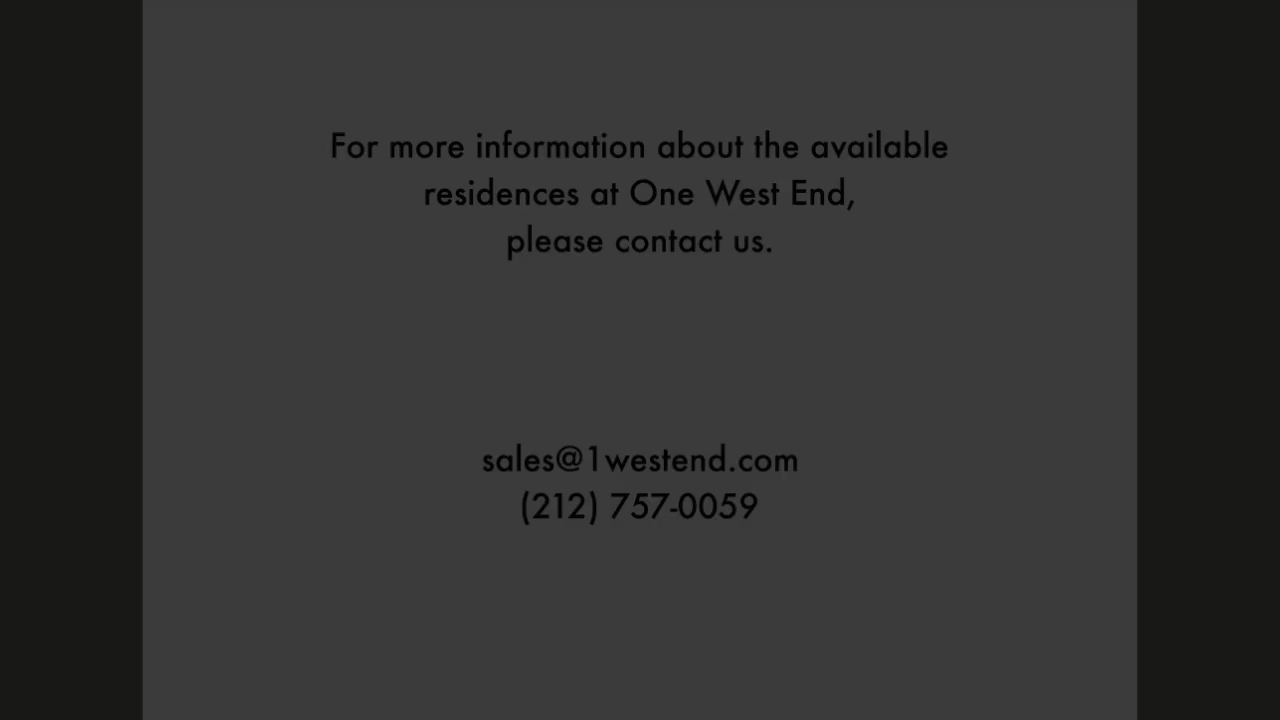 For more information about the available
residences at One West End,
please contact us.
sales@1westend.com
(212) 757-0059